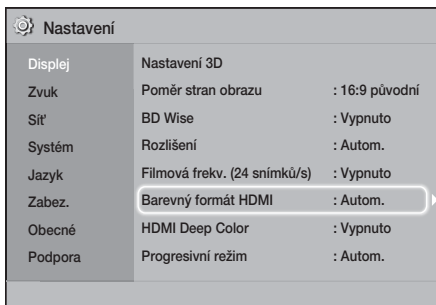 Nastavení
Displej
Zvuk
Síť
Systém
Jazyk
Zabez.
Obecné
Podpora
Nastavení 3D
Poměr stran obrazu : 16:9 původní
BD Wise : Vypnuto
Rozlišení : Autom.
Filmová frekv. (24 snímků/s) : Vypnuto
Barevný formát HDMI : Autom.
HDMI Deep Color : Vypnuto
Progresivní režim : Autom.